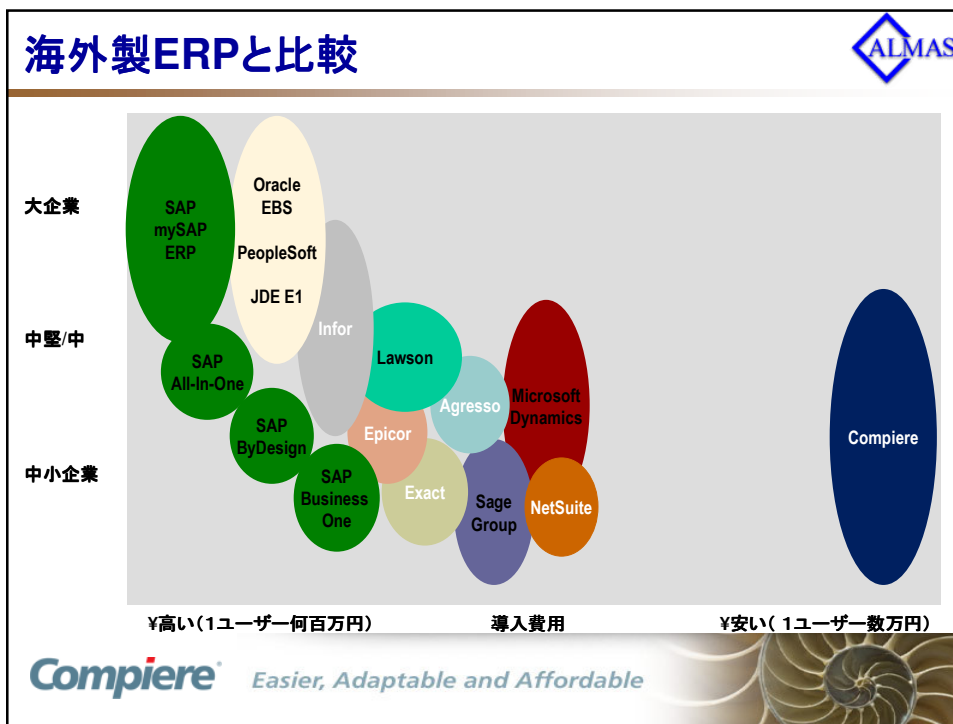 海外製ERPと比較
ALMAS
大企業
中堅/中
中小企業
SAP
mySAP
ERP
Oracle
EBS
PeopleSoft
JDE E1
Infor
SAP
All-In-One
Lawson
SAP
ByDesign
Epicor
Agresso
Microsoft
Dynamics
Compiere
SAP
Business
One
Exact
Sage
Group
NetSuite
¥高い(1ユーザー何百万円)
導入費用
¥安い( 1ユーザー数万円)
Compiere®
Easier, Adaptable and Affordable